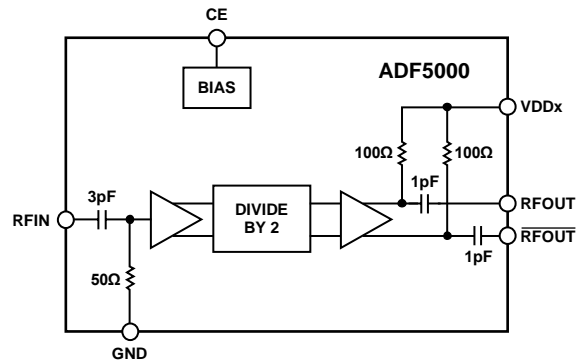 CE
ADF5000
BIAS
VDDx
100Ω
100Ω
3pF
1pF
RFIN
DIVIDE
BY 2
RFOUT
RFOUT
1pF
50Ω
GND